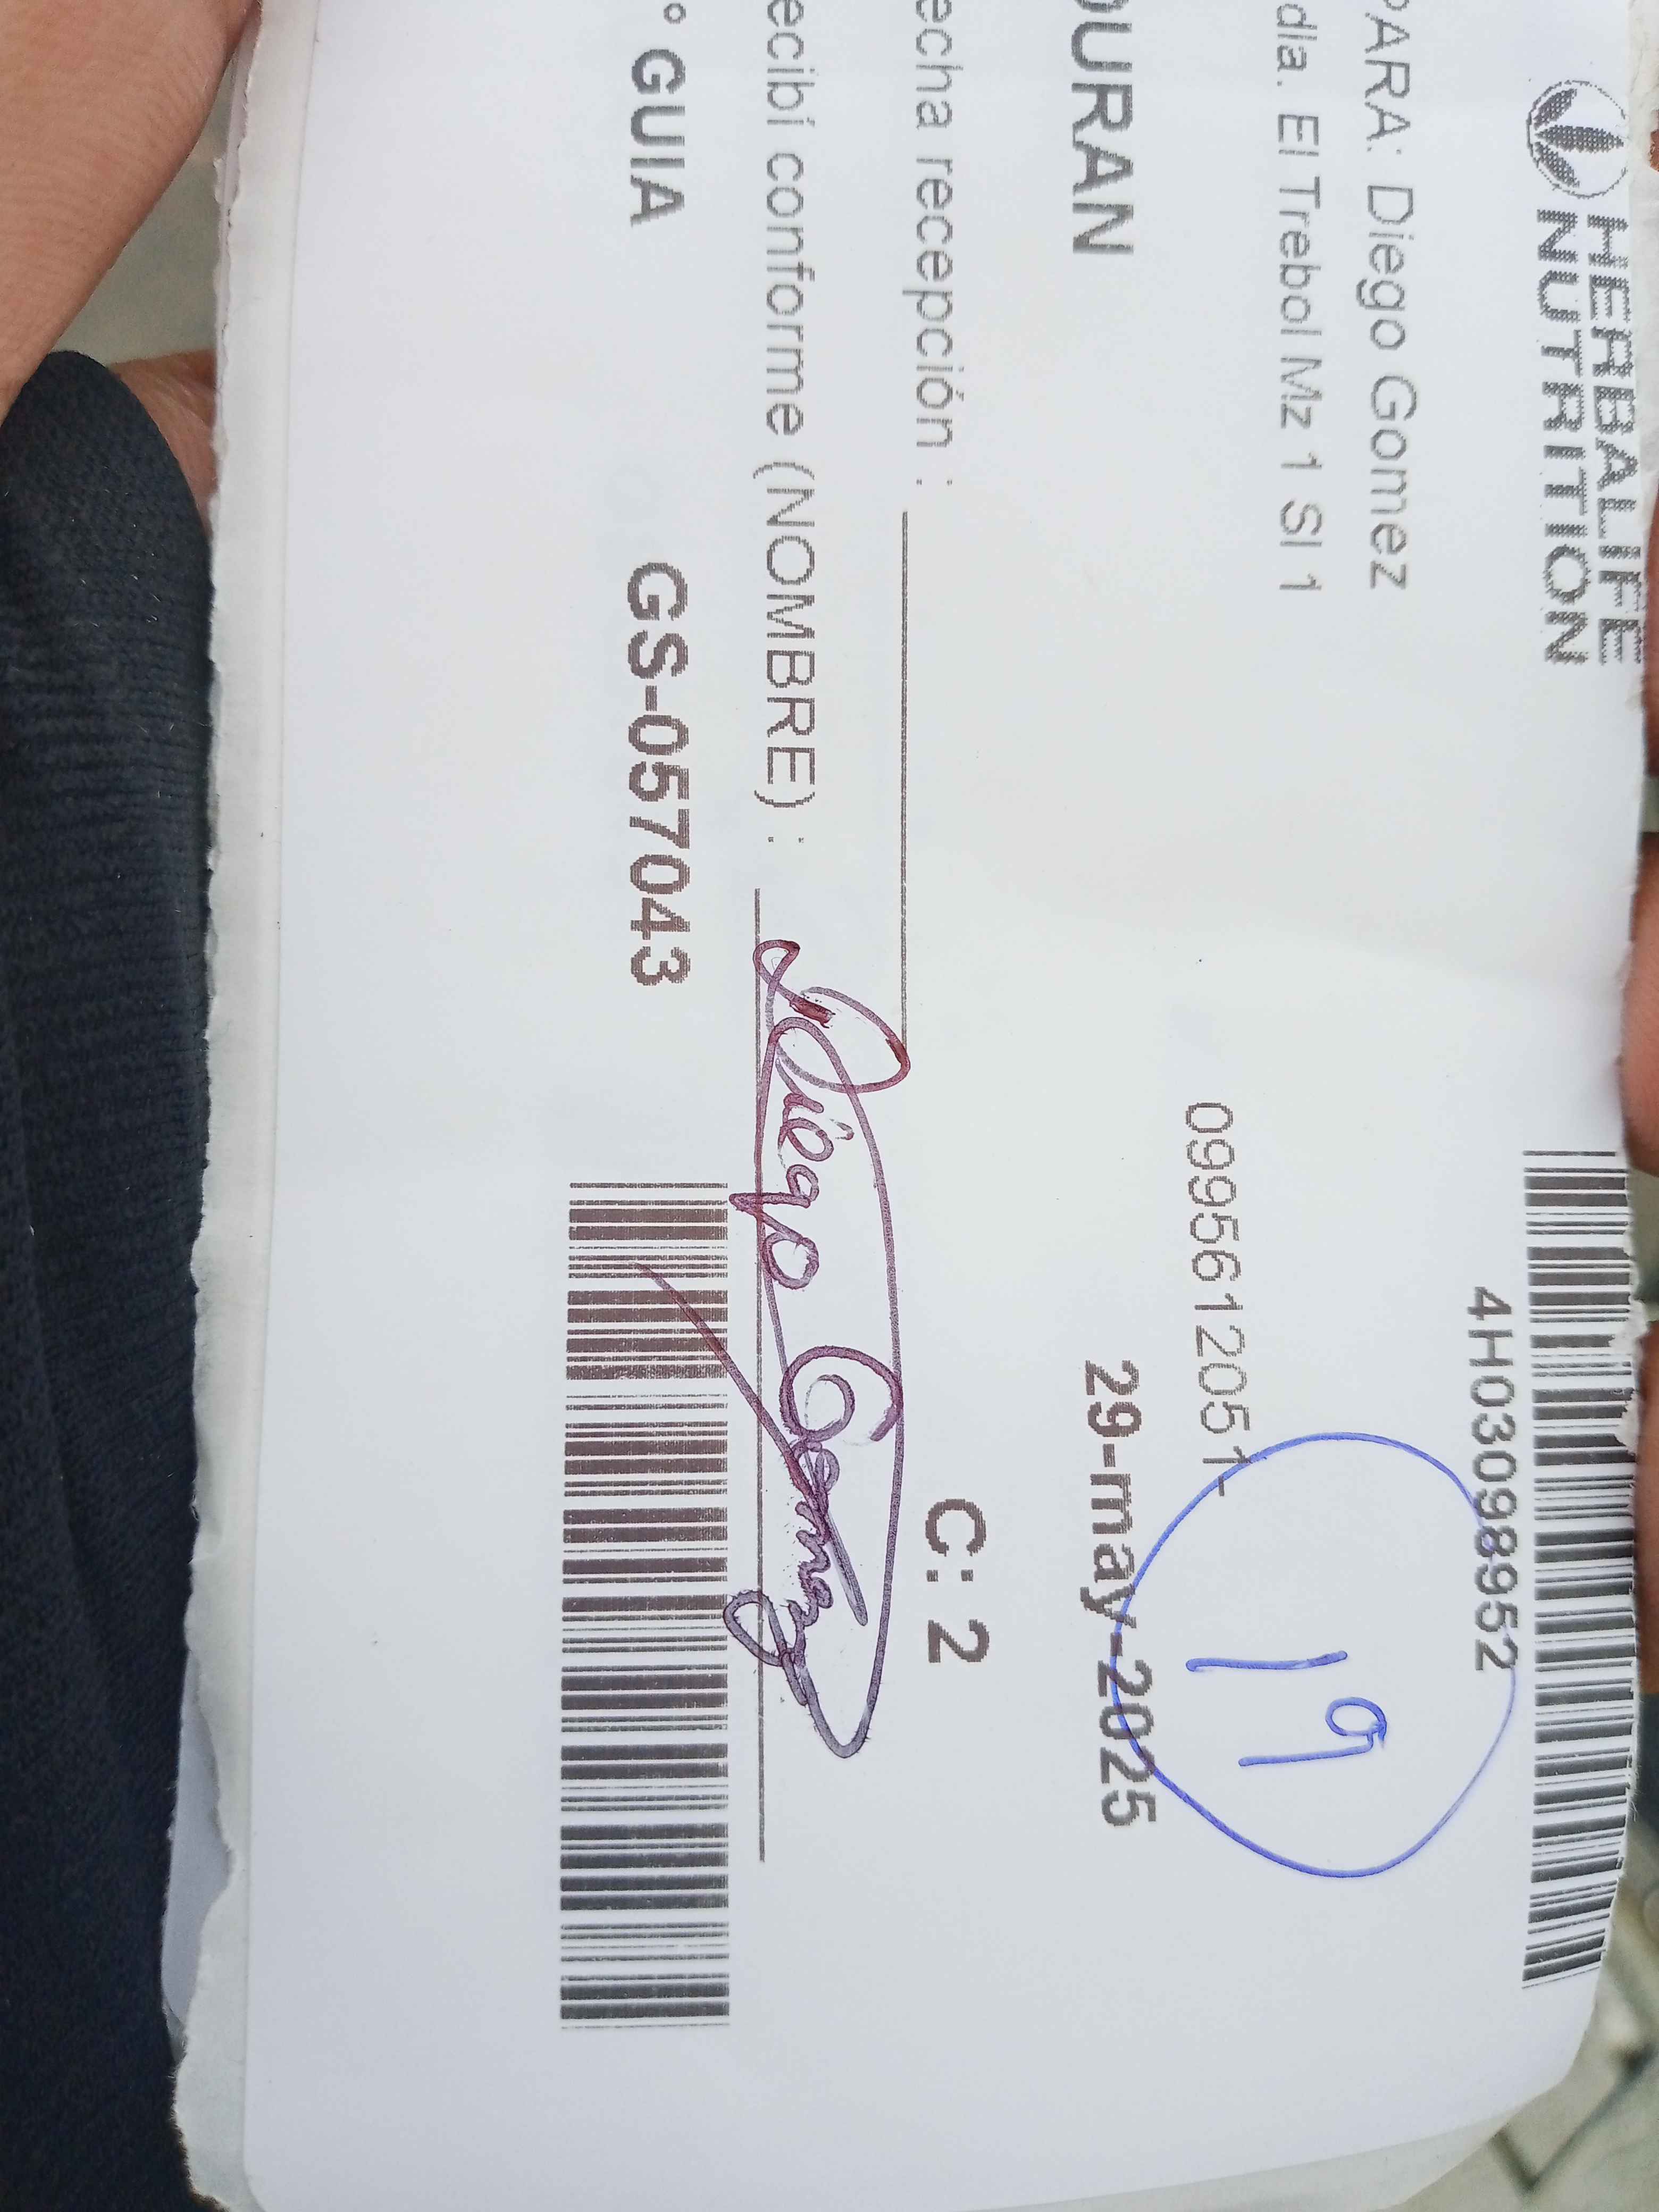 HERBALIFE
NUTRITION
4H03098952
PARA: Diego Gomez
dla. El Trebol Mz 1 Sl 1
0995612051-
19
DURAN
29-may-2025
echa recepción :
C: 2
ecibí conforme (NOMBRE) :
Diego Gomez
° GUIA
GS-057043